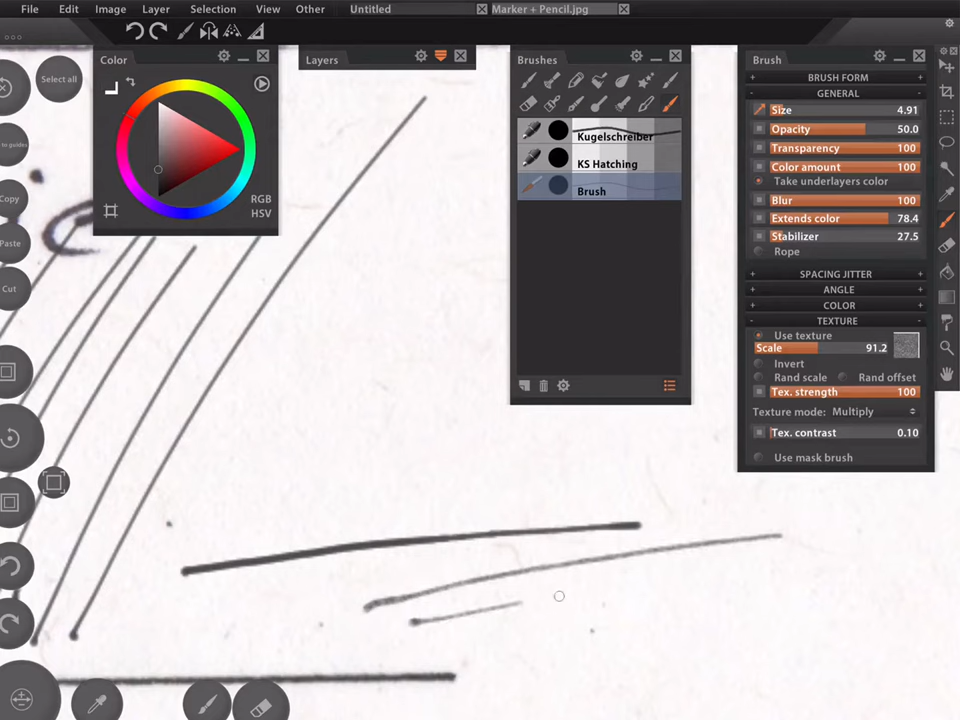 File Edit Image Layer Selection View Other Untitled Marker + Pencil.jpg
Select all
to guides
Copy
Paste
Cut
Color
RGB
HSV
Layers
Brushes
Kugelschreiber
KS Hatching
Brush
Brush
BRUSH FORM
GENERAL
Size 4.91
Opacity 50.0
Transparency 100
Color amount 100
Take underlayers color
Blur 100
Extends color 78.4
Stabilizer 27.5
Rope
SPACING JITTER
ANGLE
COLOR
TEXTURE
Use texture
Scale 91.2
Invert
Rand scale Rand offset
Tex. strength 100
Texture mode: Multiply
Tex. contrast 0.10
Use mask brush